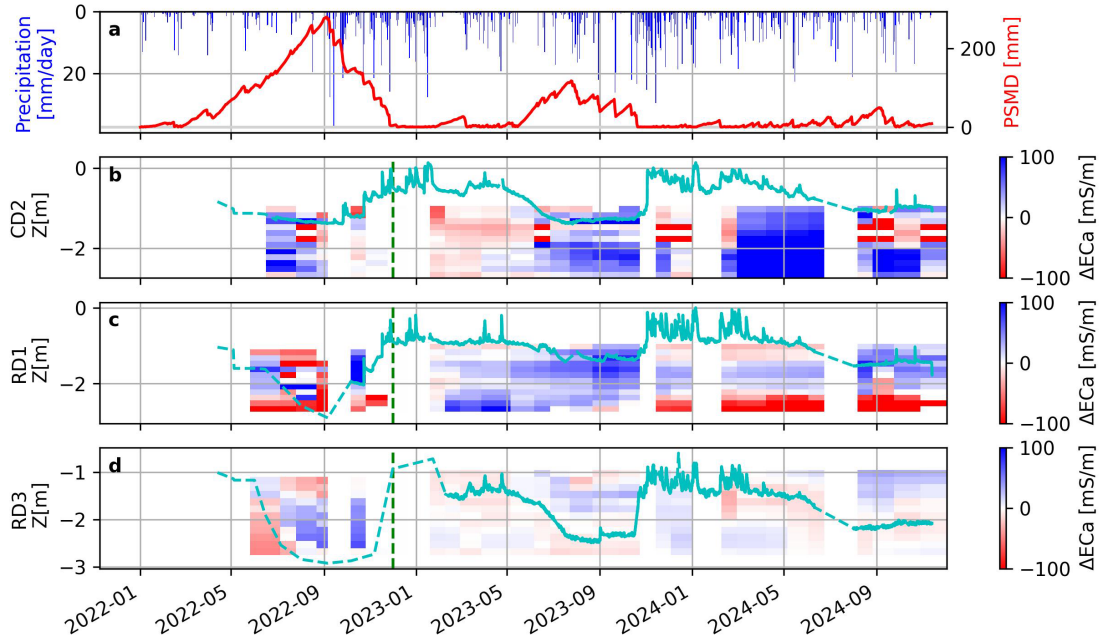 a
0
20
Precipitation
[mm/day]
200
0
PSMD [mm]
b
0
−2
CD2
Z[m]
100
0
−100
ΔECa [mS/m]
c
0
−2
RD1
Z[m]
100
0
−100
ΔECa [mS/m]
d
−1
−2
−3
RD3
Z[m]
100
0
−100
ΔECa [mS/m]
2022-01
2022-05
2022-09
2023-01
2023-05
2023-09
2024-01
2024-05
2024-09